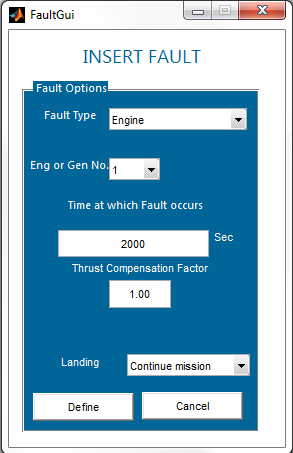 FaultGui
INSERT FAULT
Fault Options
Fault Type Engine
Eng or Gen No. 1
Time at which Fault occurs
2000 Sec
Thrust Compensation Factor
1.00
Landing Continue mission
Define Cancel